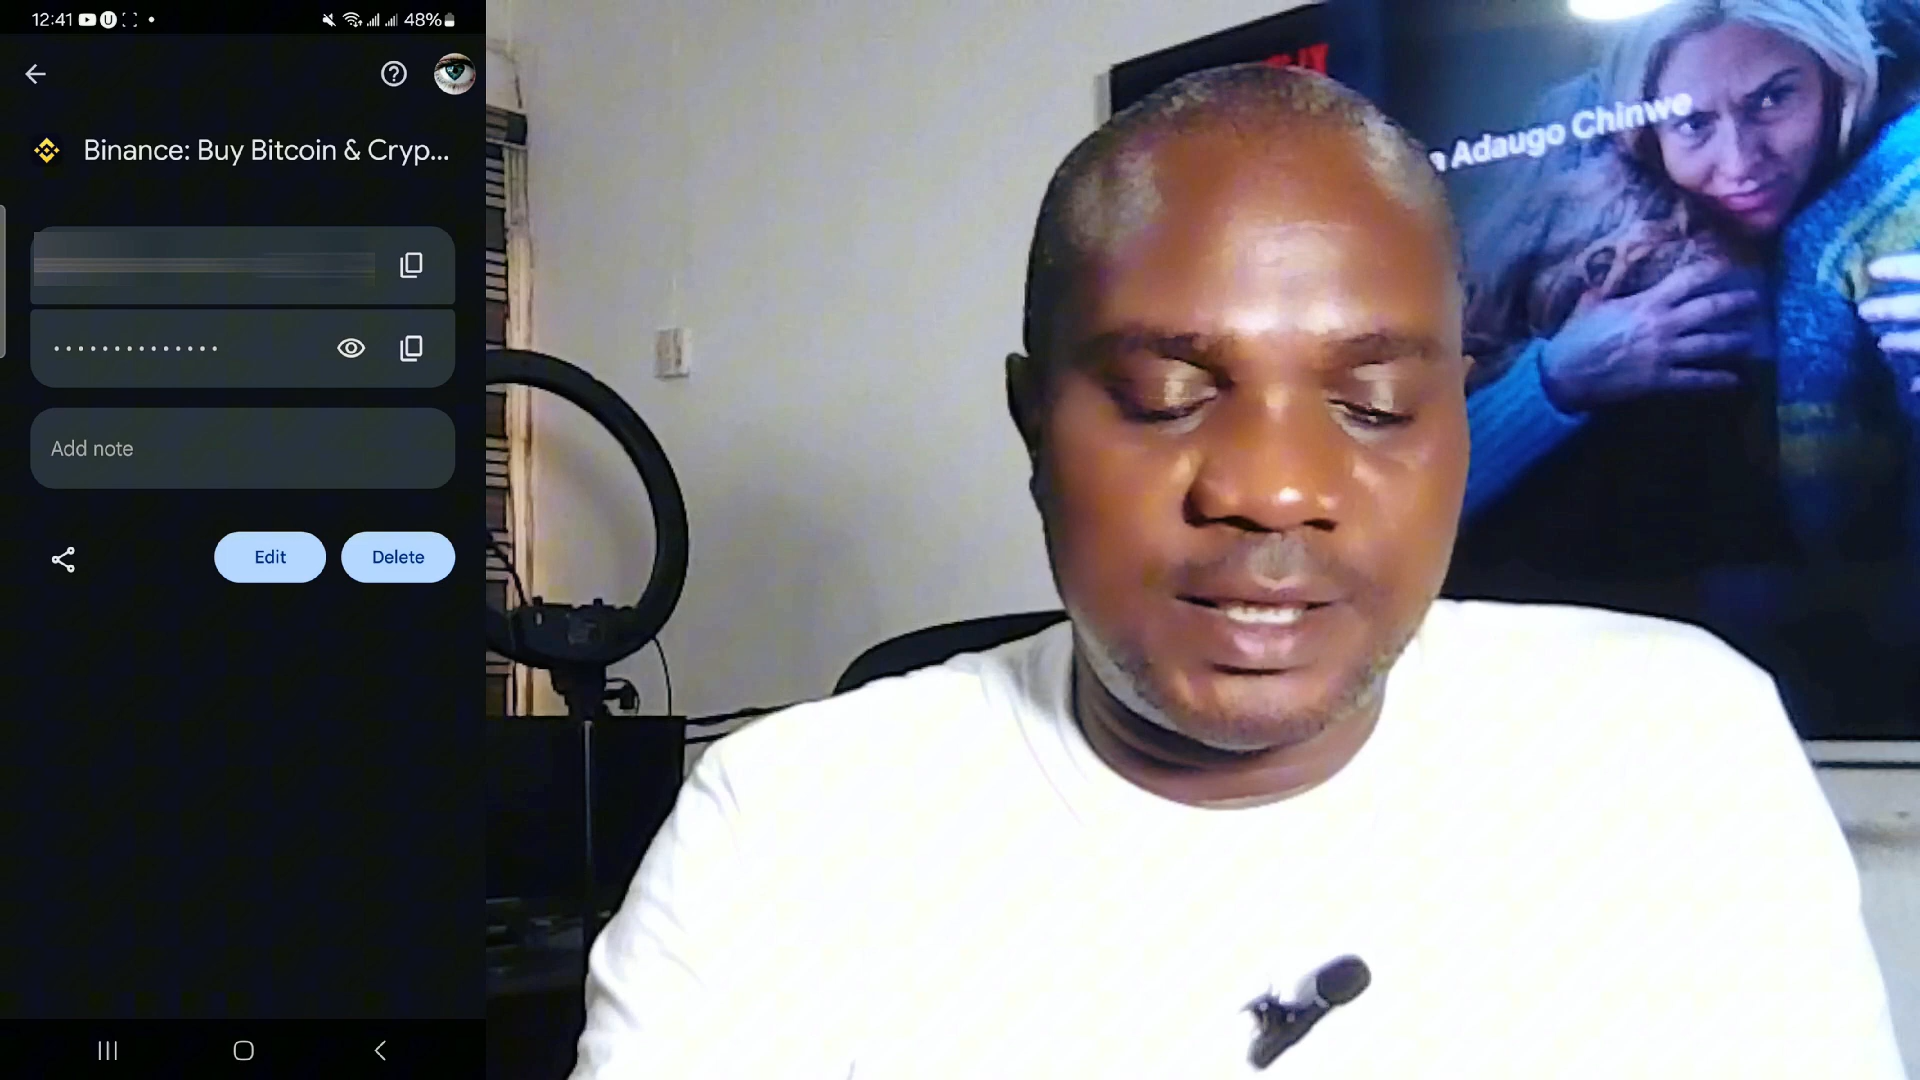 12:41
48%
Binance: Buy Bitcoin & Cryp...
··············
Add note
Edit
Delete
Adaugo Chinwe